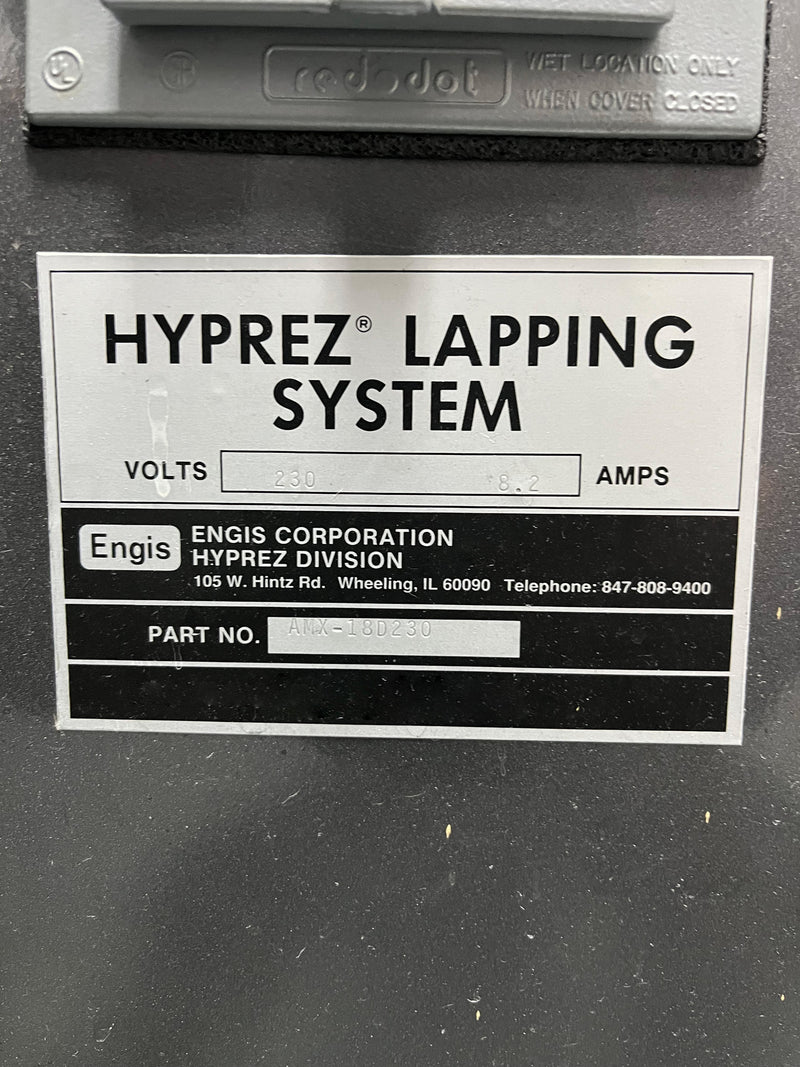 UL
red dot
WET LOCATION ONLY
WHEN COVER CLOSED
HYPREZ® LAPPING
SYSTEM
VOLTS 230 8.2 AMPS
Engis
ENGIS CORPORATION
HYPREZ DIVISION
105 W. Hintz Rd. Wheeling, IL 60090 Telephone: 847-808-9400
PART NO. AMX-18D230